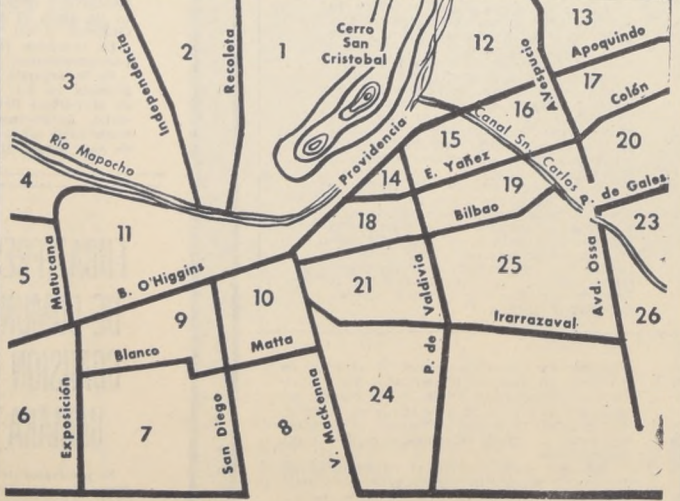 13
Cerro
San
Cristobal
12
Apoquindo
2
Recoleta
1
Independencia
A.Vespucio
3
17
Colón
16
Canal Sn. Carlos
Río Mapocho
Providencia
15
20
E. Yañez
4
14
19
P. de Gales
Bilbao
18
23
11
Matucana
B. O'Higgins
Valdivia
P. de
25
Avd. Ossa
5
10
21
26
9
Irarrazaval
Matta
Blanco
24
6
Exposición
7
San Diego
8
V. Mackenna